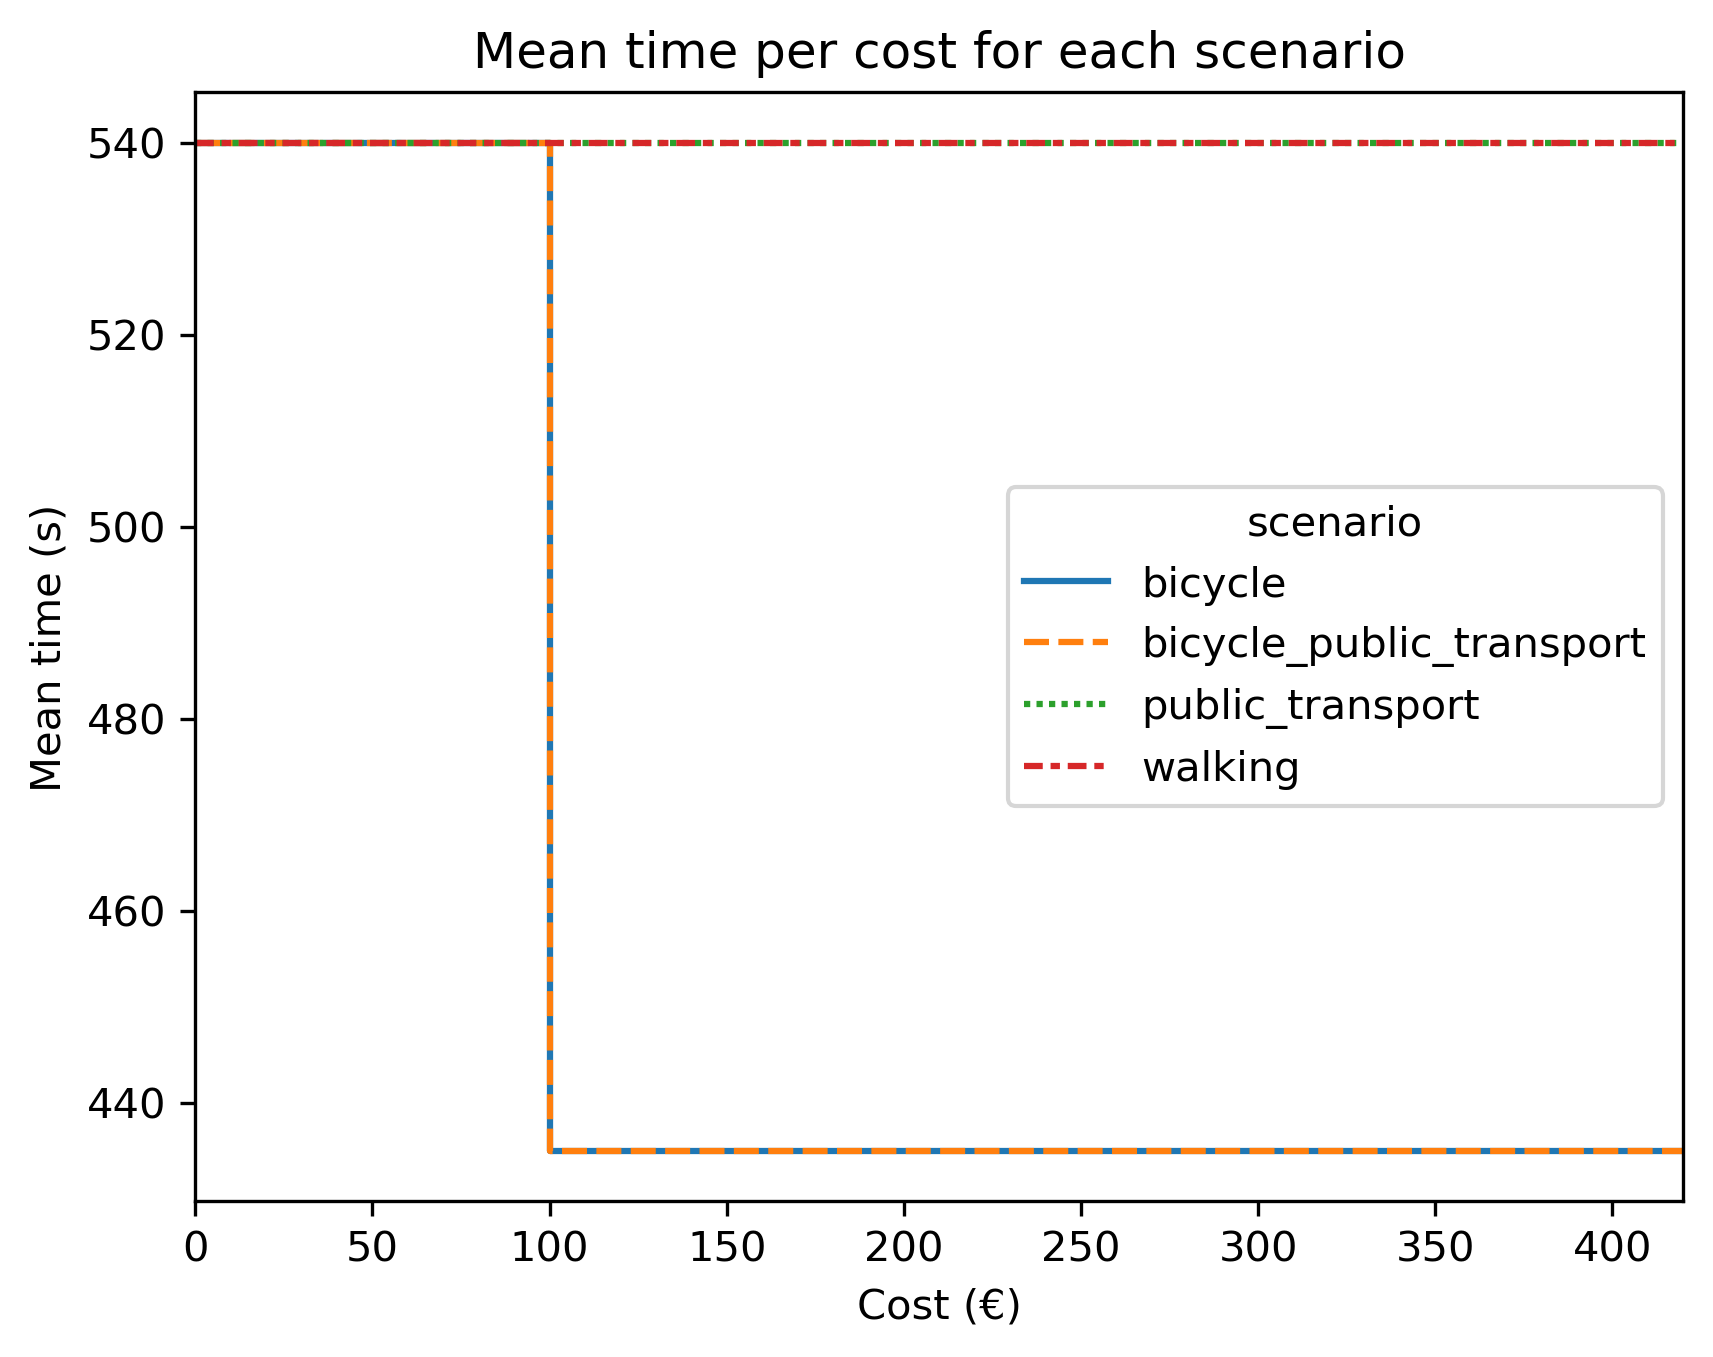 Mean time per cost for each scenario
540
520
500
480
460
440
Mean time (s)
scenario
bicycle
bicycle_public_transport
public_transport
walking
0 50 100 150 200 250 300 350 400
Cost (€)